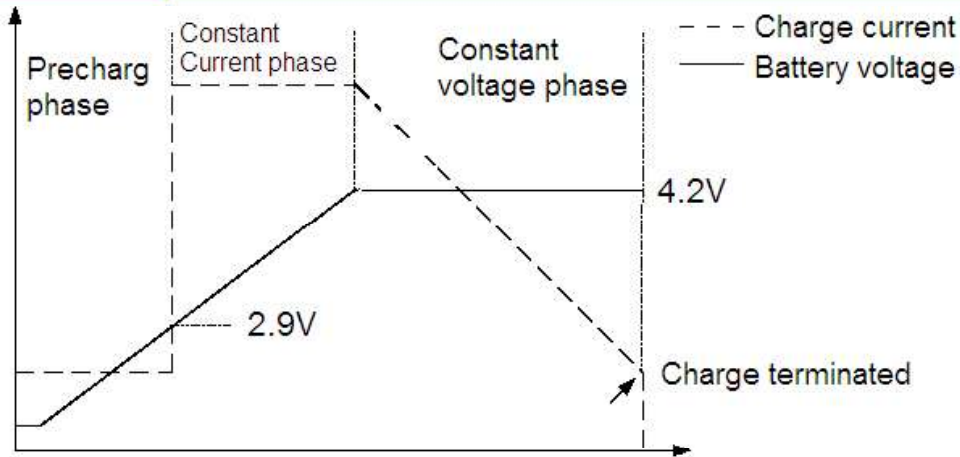 Precharg
phase
Constant
Current phase
Constant
voltage phase
Charge current
Battery voltage
4.2V
2.9V
Charge terminated